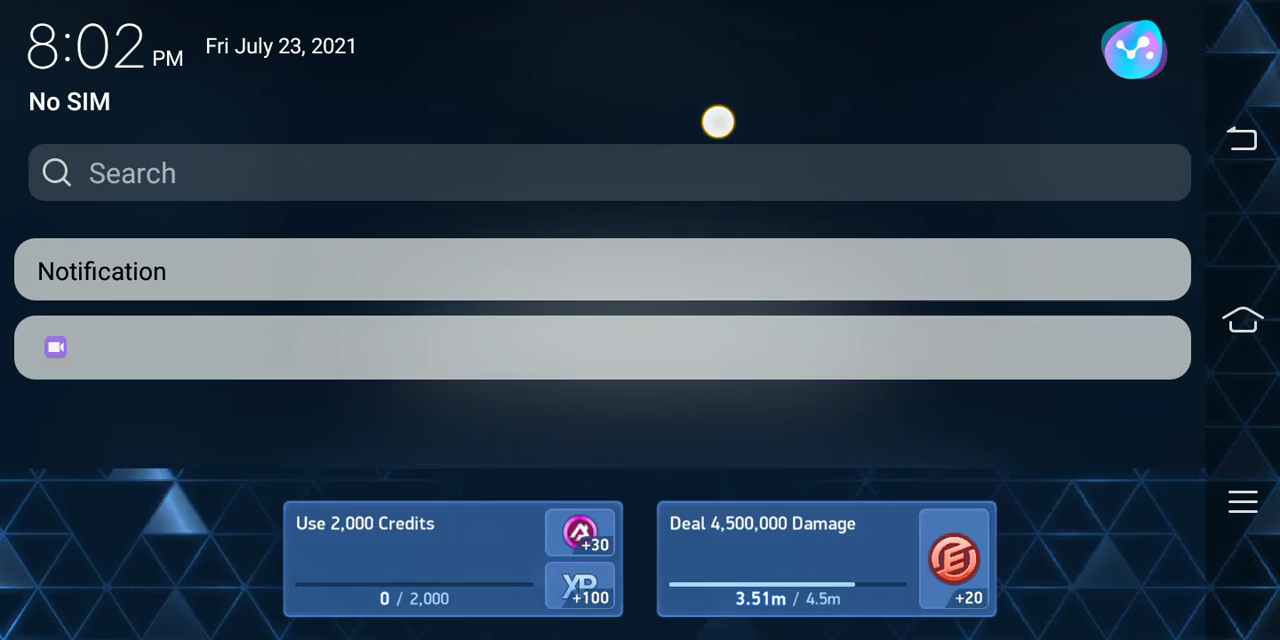 8:02 PM Fri July 23, 2021
No SIM
Search
Notification
Use 2,000 Credits
+30
XP
+100
0 / 2,000
Deal 4,500,000 Damage
3.51m / 4.5m
+20